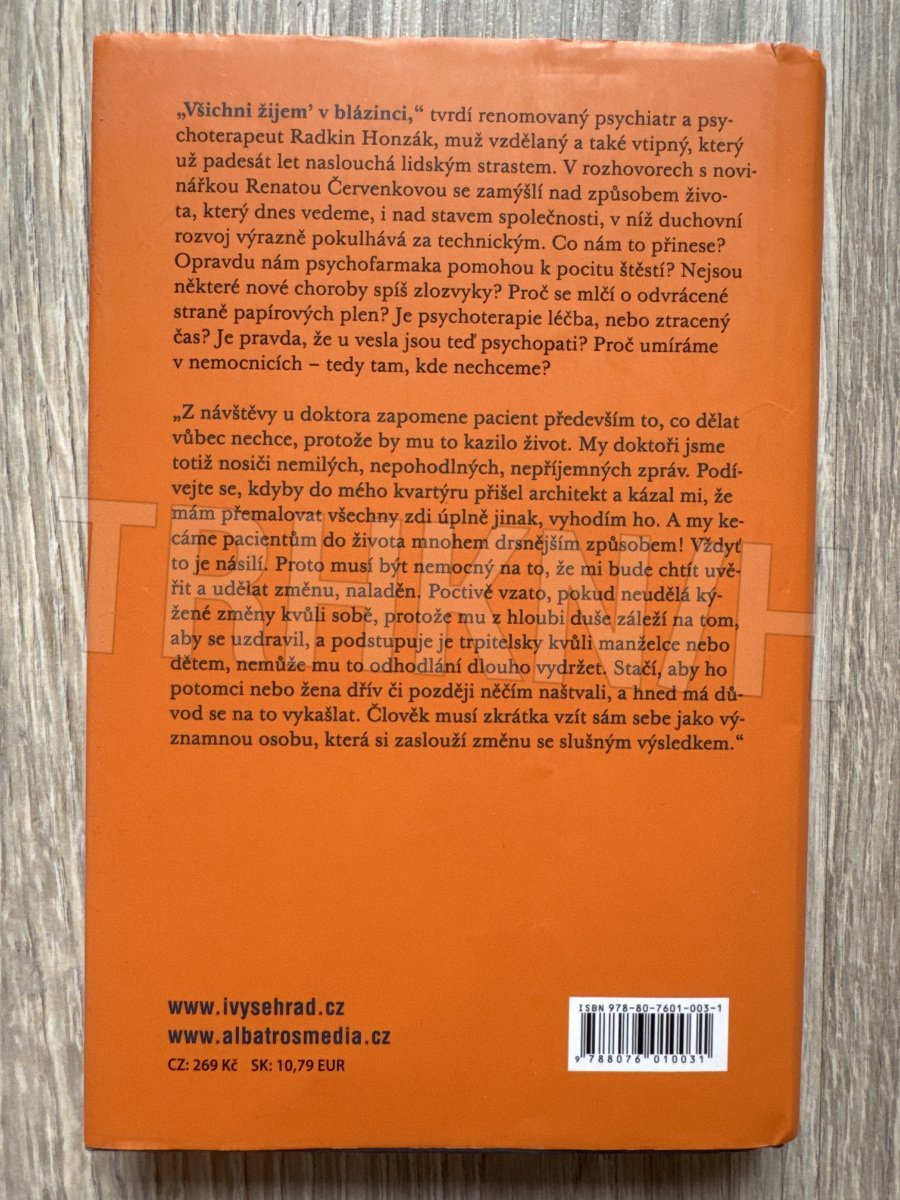 „Všichni žijem’ v blázinci,“ tvrdí renomovaný psychiatr a psy-
choterapeut Radkin Honzák, muž vzdělaný a také vtipný, který
už padesát let naslouchá lidským strastem. V rozhovorech s novi-
nářkou Renatou Červenkovou se zamýšlí nad způsobem živo-
ta, který dnes vedeme, i nad stavem společnosti, v níž duchovní
rozvoj výrazně pokulhává za technickým. Co nám to přinese?
Opravdu nám psychofarmaka pomohou k pocitu štěstí? Nejsou
některé nové choroby spíš zlozvyky? Proč se mlčí o odvrácené
straně papírových plen? Je psychoterapie léčba, nebo ztracený
čas? Je pravda, že u vesla jsou teď psychopati? Proč umíráme
v nemocnicích – tedy tam, kde nechceme?
„Z návštěvy u doktora zapomene pacient především to, co dělat
vůbec nechce, protože by mu to kazilo život. My doktoři jsme
totiž nosiči nemilých, nepohodlných, nepříjemných zpráv. Podí-
vejte se, kdyby do mého kvartýru přišel architekt a kázal mi, že
mám přemalovat všechny zdi úplně jinak, vyhodím ho. A my ke-
cáme pacientům do života mnohem drsnějším způsobem! Vždyť
to je násilí. Proto musí být nemocný na to, že mi bude chtít uvě-
řit a udělat změnu, naladěn. Poctivě vzato, pokud neudělá ký-
žené změny kvůli sobě, protože mu z hloubi duše záleží na tom,
aby se uzdravil, a podstupuje je trpitelsky kvůli manželce nebo
dětem, nemůže mu to odhodlání dlouho vydržet. Stačí, aby ho
potomci nebo žena dřív či později něčím naštvali, a hned má dů-
vod se na to vykašlat. Člověk musí zkrátka vzít sám sebe jako vý-
znamnou osobu, která si zaslouží změnu se slušným výsledkem.“
www.ivysehrad.cz
www.albatrosmedia.cz
CZ: 269 Kč SK: 10,79 EUR
ISBN 978-80-7601-003-1
9 788076 010031